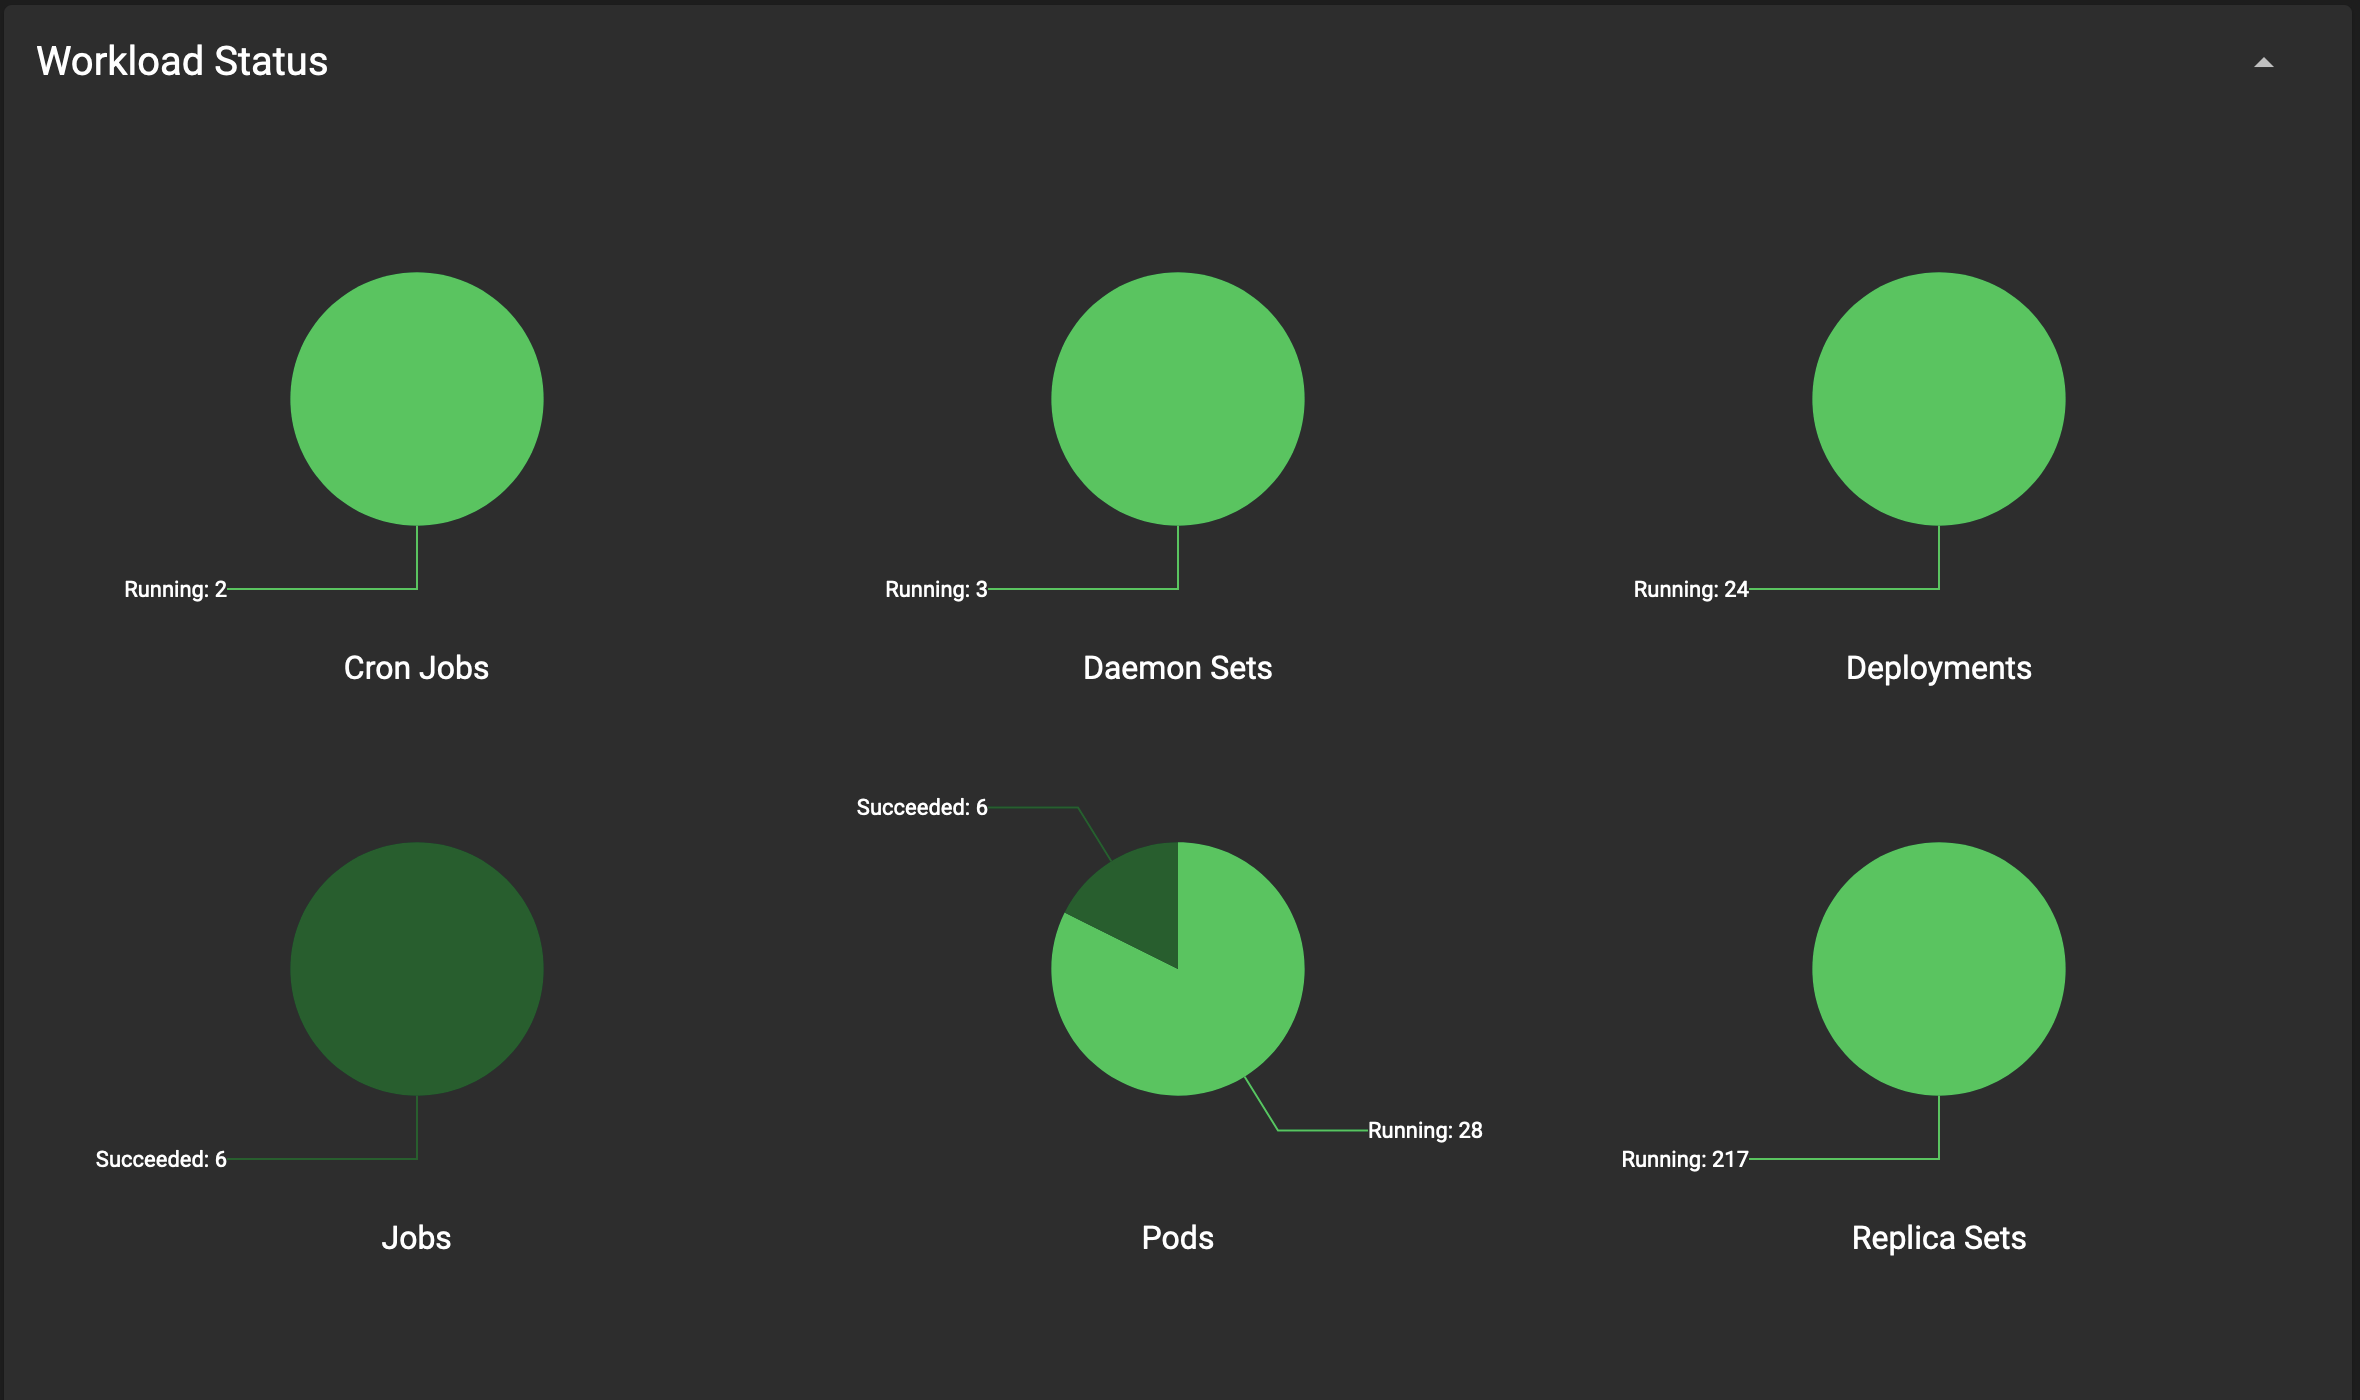 Workload Status
Running: 2
Running: 3
Running: 24
Cron Jobs
Daemon Sets
Deployments
Succeeded: 6
Running: 28
Succeeded: 6
Running: 217
Jobs
Pods
Replica Sets